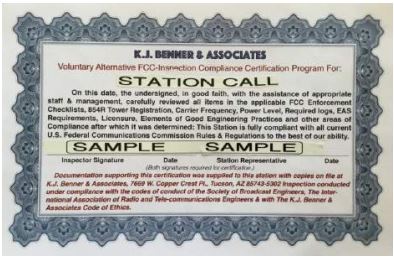 K.J. BENNER & ASSOCIATES
Voluntary Alternative FCC-Inspection Compliance Certification Program For:
STATION CALL
On this date, the undersigned, in good faith, with the assistance of appropriate
staff & management, carefully reviewed all items in the applicable FCC Enforcement
Checklists, 854R Tower Registration, Carrier Frequency, Power Level, Required logs, EAS
Requirements, Licensure, Elements of Good Engineering Practices and other areas of
Compliance after which it was determined: This Station is fully compliant with all current
U.S. Federal Communications Commission Rules & Regulations to the best of our ability.
SAMPLE SAMPLE
Inspector Signature Date Station Representative Date
(Both signatures required for certification.)
Documentation supporting this certification was supplied to this station with copies on file at
K.J. Benner & Associates, 7669 W. Copper Crest Pl., Tucson, AZ 85743-5302 Inspection conducted
under compliance with the codes of conduct of the Society of Broadcast Engineers, The Inter-
national Association of Radio and Tele-communications Engineers & with The K.J. Benner &
Associates Code of Ethics.